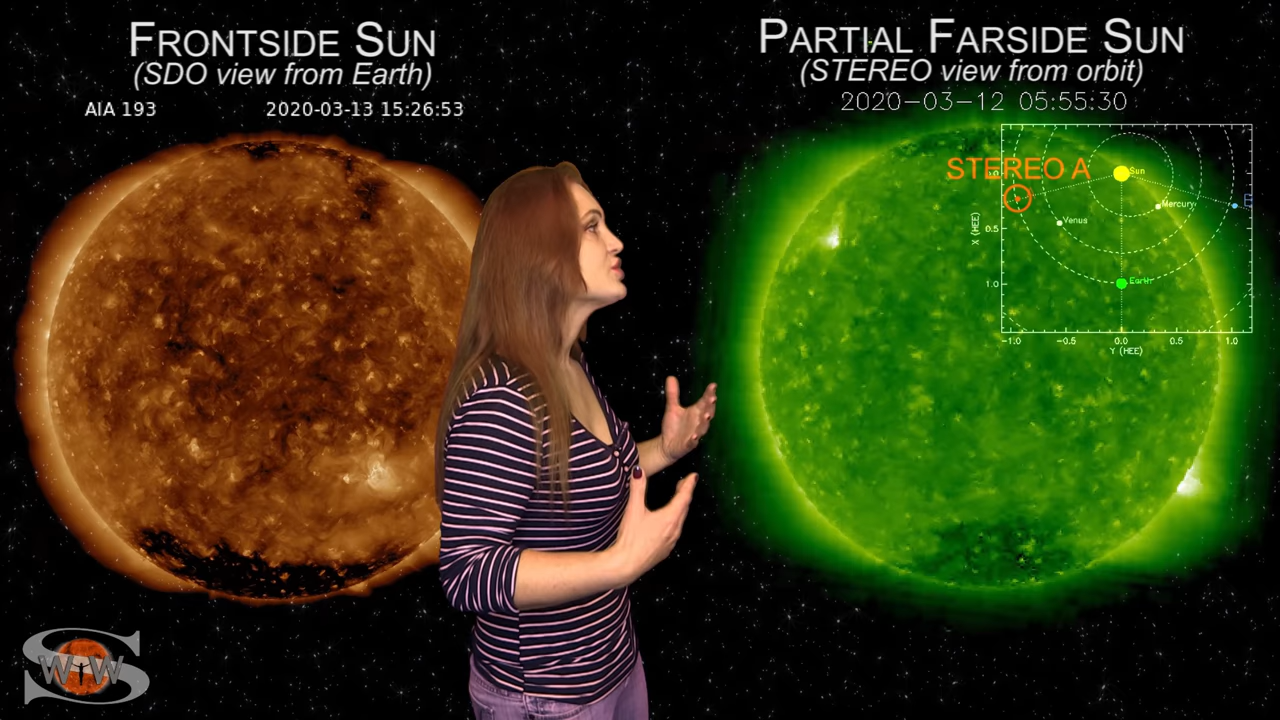 FRONTSIDE SUN
(SDO view from Earth)
AIA 193 2020-03-13 15:26:53
PARTIAL FARSIDE SUN
(STEREO view from orbit)
2020-03-12 05:55:30
STEREO A
Sun
Mercury
Venus
Earth
0.5
1.0
X (HEE)
-1.0 -0.5 0.0 0.5 1.0
Y (HEE)
S
WTW